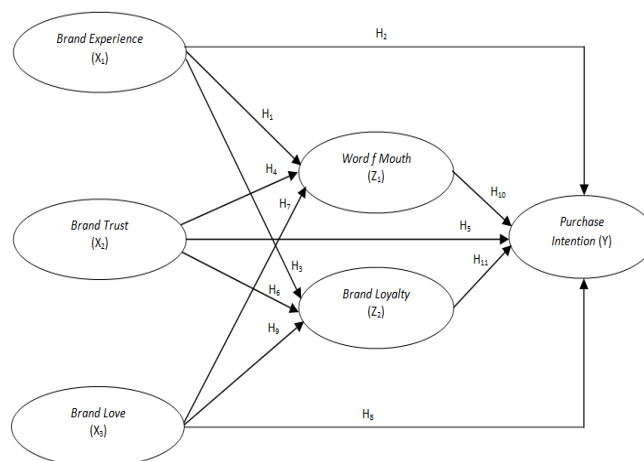 Brand Experience
(X₁)
H₂
H₁
Word f Mouth
(Z₁)
H₄
H₇
H₁₀
Brand Trust
(X₂)
H₅
Purchase
Intention (Y)
H₃
H₆
H₁₁
Brand Loyalty
(Z₂)
H₉
Brand Love
(X₃)
H₈